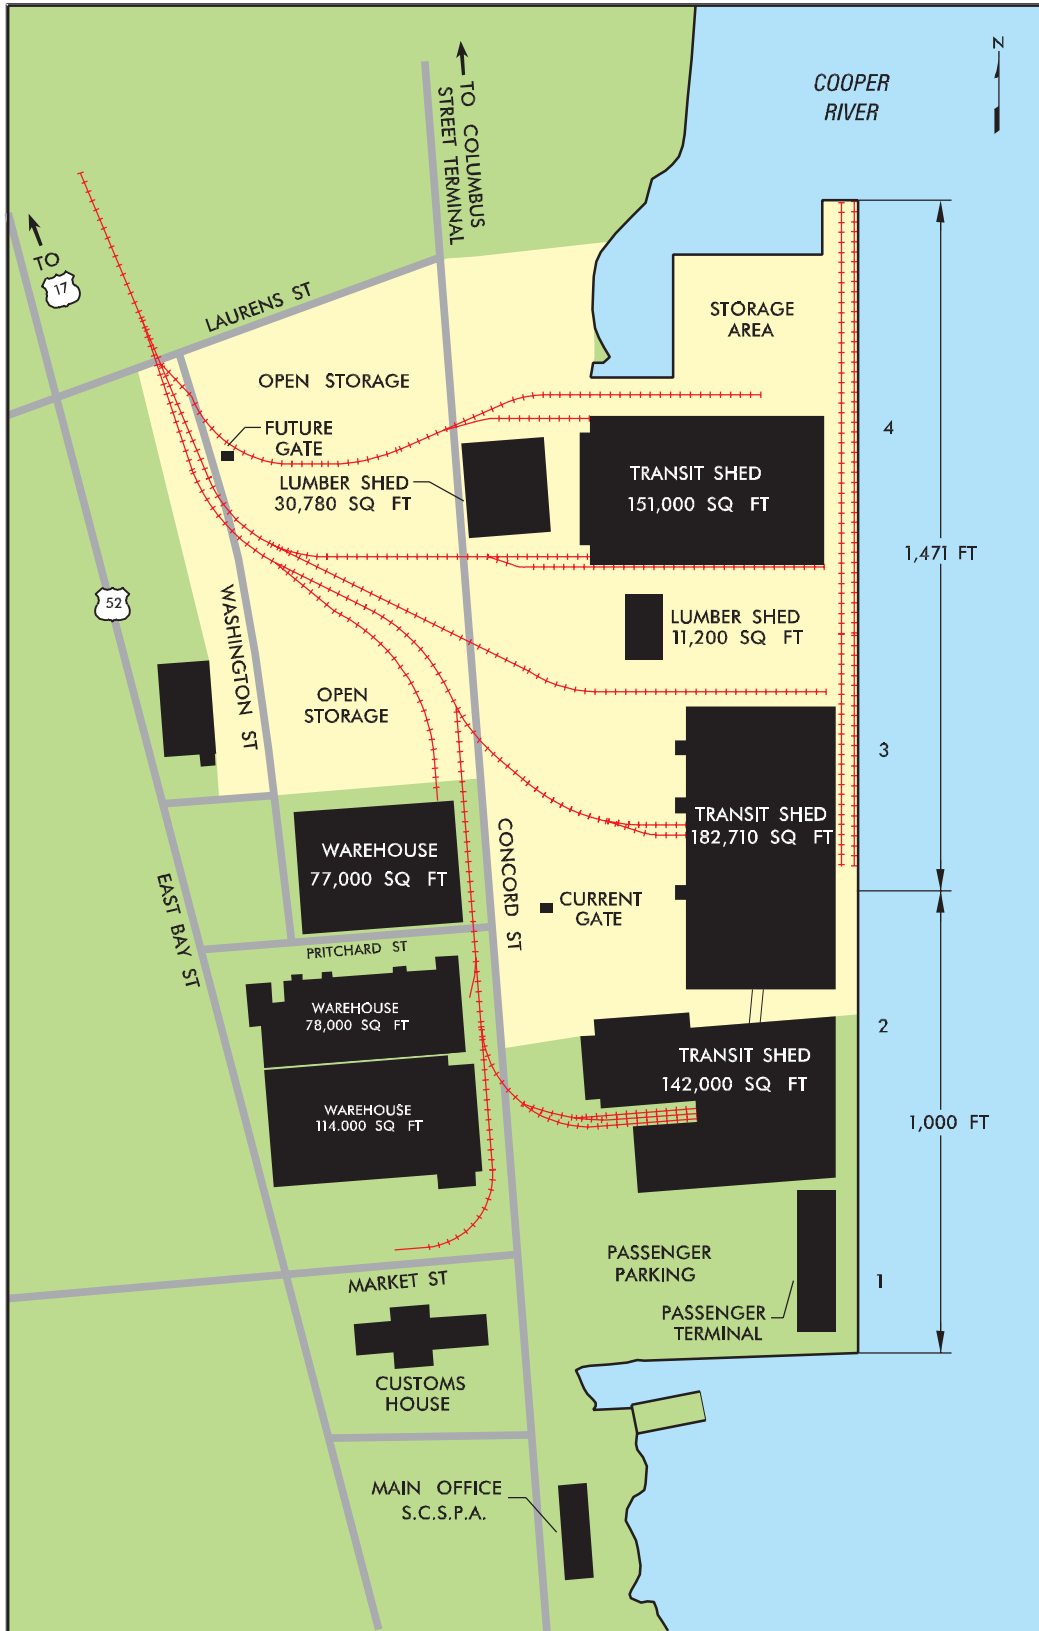 N
COOPER
RIVER
TO COLUMBUS
STREET TERMINAL
TO
17
LAURENS ST
STORAGE
AREA
OPEN STORAGE
FUTURE
GATE
4
LUMBER SHED
30,780 SQ FT
TRANSIT SHED
151,000 SQ FT
1,471 FT
52
WASHINGTON ST
LUMBER SHED
11,200 SQ FT
OPEN
STORAGE
3
TRANSIT SHED
182,710 SQ FT
WAREHOUSE
77,000 SQ FT
CONCORD ST
EAST BAY ST
CURRENT
GATE
PRITCHARD ST
WAREHOUSE
78,000 SQ FT
2
TRANSIT SHED
142,000 SQ FT
WAREHOUSE
114.000 SQ FT
1,000 FT
PASSENGER
PARKING
MARKET ST
1
PASSENGER
TERMINAL
CUSTOMS
HOUSE
MAIN OFFICE
S.C.S.P.A.